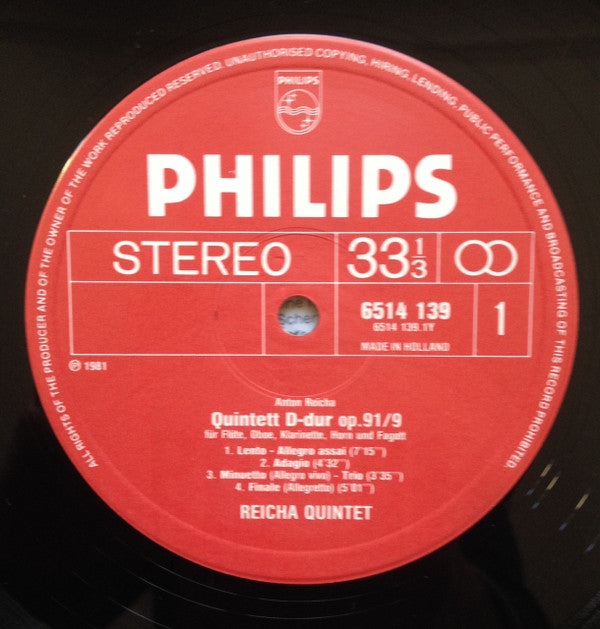 ALL RIGHTS OF THE PRODUCER AND OF THE OWNER OF THE WORK REPRODUCED RESERVED. UNAUTHORISED COPYING, HIRING, LENDING, PUBLIC PERFORMANCE AND BROADCASTING OF THIS RECORD PROHIBITED.
PHILIPS
PHILIPS
STEREO
33 1/3
6514 139
6514 139.1Y
1
MADE IN HOLLAND
Ⓟ 1981
Anton Reicha
Quintett D-dur op.91/9
für Flöte, Oboe, Klarinette, Horn und Fagott
1. Lento - Allegro assai (7'15'')
2. Adagio (4'32'')
3. Minuetto (Allegro vivo) - Trio (3'35'')
4. Finale (Allegretto) (5'01'')
REICHA QUINTET